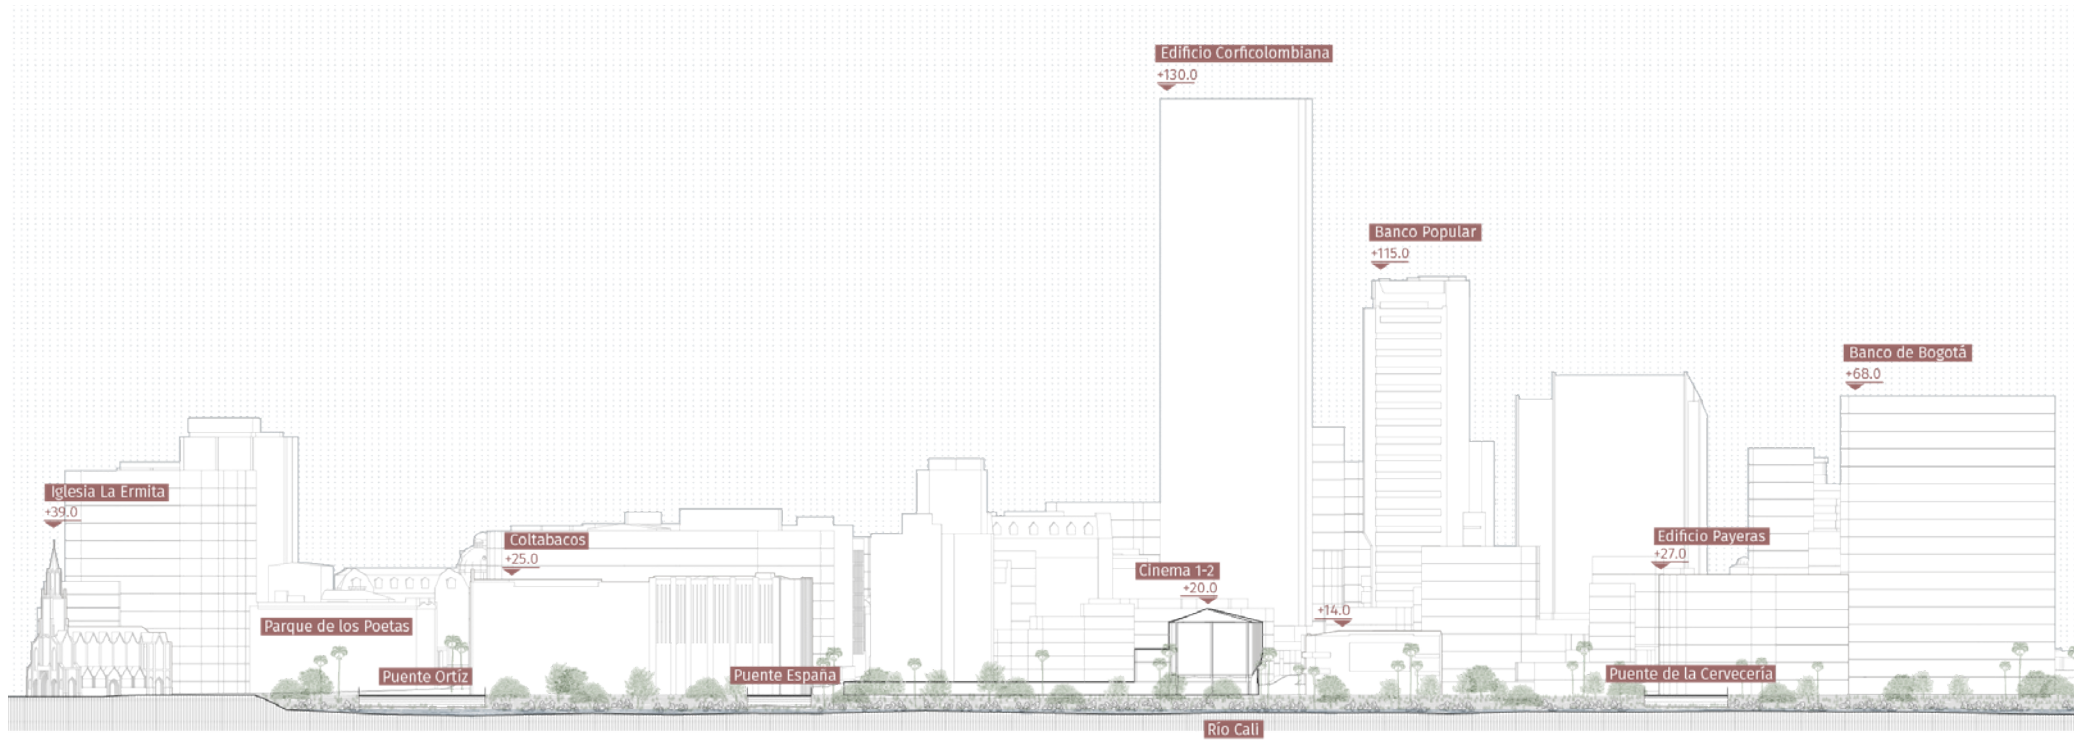 Edificio Corficolombiana
+130.0
Banco Popular
+115.0
Banco de Bogotá
+68.0
Iglesia La Ermita
+39.0
Coltabacos
+25.0
Edificio Payeras
+27.0
Cinema 1-2
+20.0
+14.0
Parque de los Poetas
Puente Ortiz
Puente España
Puente de la Cervecería
Río Cali